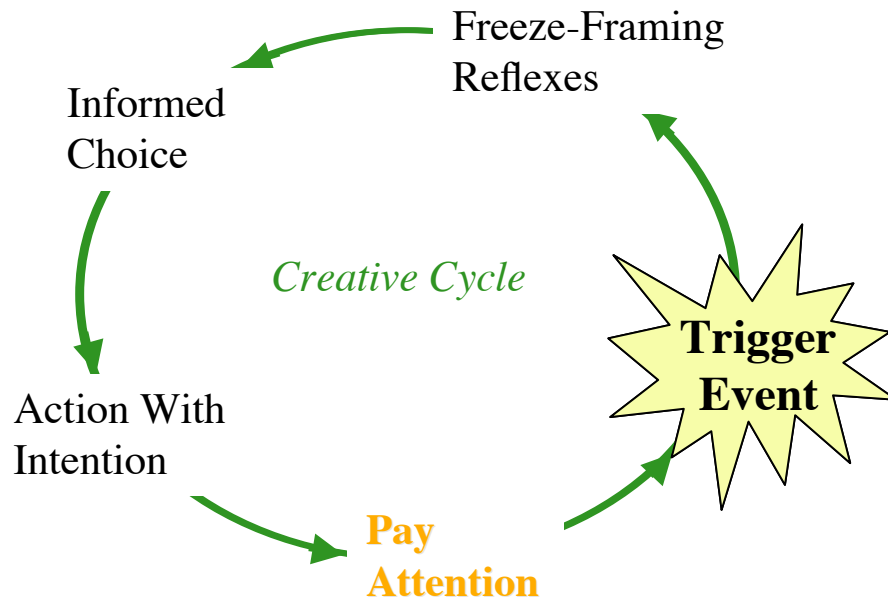 Freeze-Framing
Reflexes
Informed
Choice
Creative Cycle
Trigger
Event
Action With
Intention
Pay
Attention